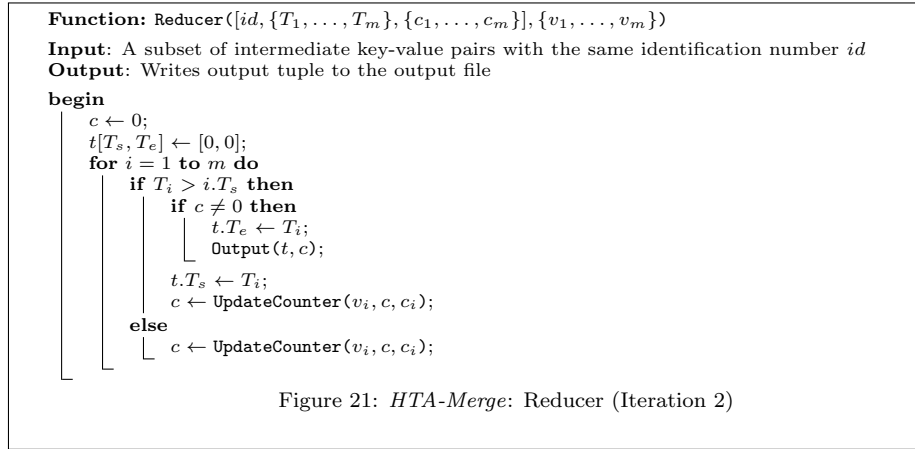 Function: Reducer([id, {T₁, . . . , Tₘ}, {c₁, . . . , cₘ}], {v₁, . . . , vₘ})
Input: A subset of intermediate key-value pairs with the same identification number id
Output: Writes output tuple to the output file
begin
c ← 0;
t[Tₛ, Tₑ] ← [0, 0];
for i = 1 to m do
if Tᵢ > i.Tₛ then
if c ≠ 0 then
t.Tₑ ← Tᵢ;
Output(t, c);
t.Tₛ ← Tᵢ;
c ← UpdateCounter(vᵢ, c, cᵢ);
else
c ← UpdateCounter(vᵢ, c, cᵢ);
Figure 21: HTA-Merge: Reducer (Iteration 2)